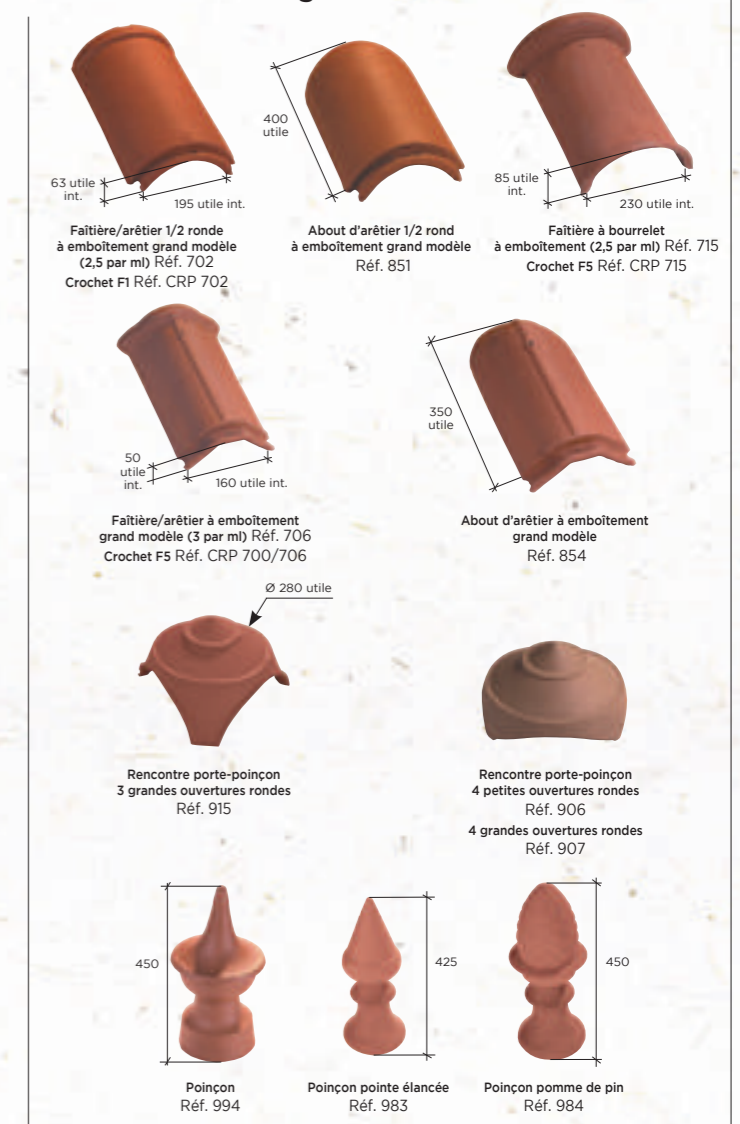 400
utile
63 utile
int.
195 utile int.
85 utile
int.
230 utile int.
Faîtière/arêtier 1/2 ronde
à emboîtement grand modèle
(2,5 par ml) Réf. 702
Crochet F1 Réf. CRP 702
About d'arêtier 1/2 rond
à emboîtement grand modèle
Réf. 851
Faîtière à bourrelet
à emboîtement (2,5 par ml) Réf. 715
Crochet F5 Réf. CRP 715
50
utile
int.
160 utile int.
350
utile
Faîtière/arêtier à emboîtement
grand modèle (3 par ml) Réf. 706
Crochet F5 Réf. CRP 700/706
About d'arêtier à emboîtement
grand modèle
Réf. 854
Ø 280 utile
Rencontre porte-poinçon
3 grandes ouvertures rondes
Réf. 915
Rencontre porte-poinçon
4 petites ouvertures rondes
Réf. 906
4 grandes ouvertures rondes
Réf. 907
450
425
450
Poinçon
Réf. 994
Poinçon pointe élancée
Réf. 983
Poinçon pomme de pin
Réf. 984